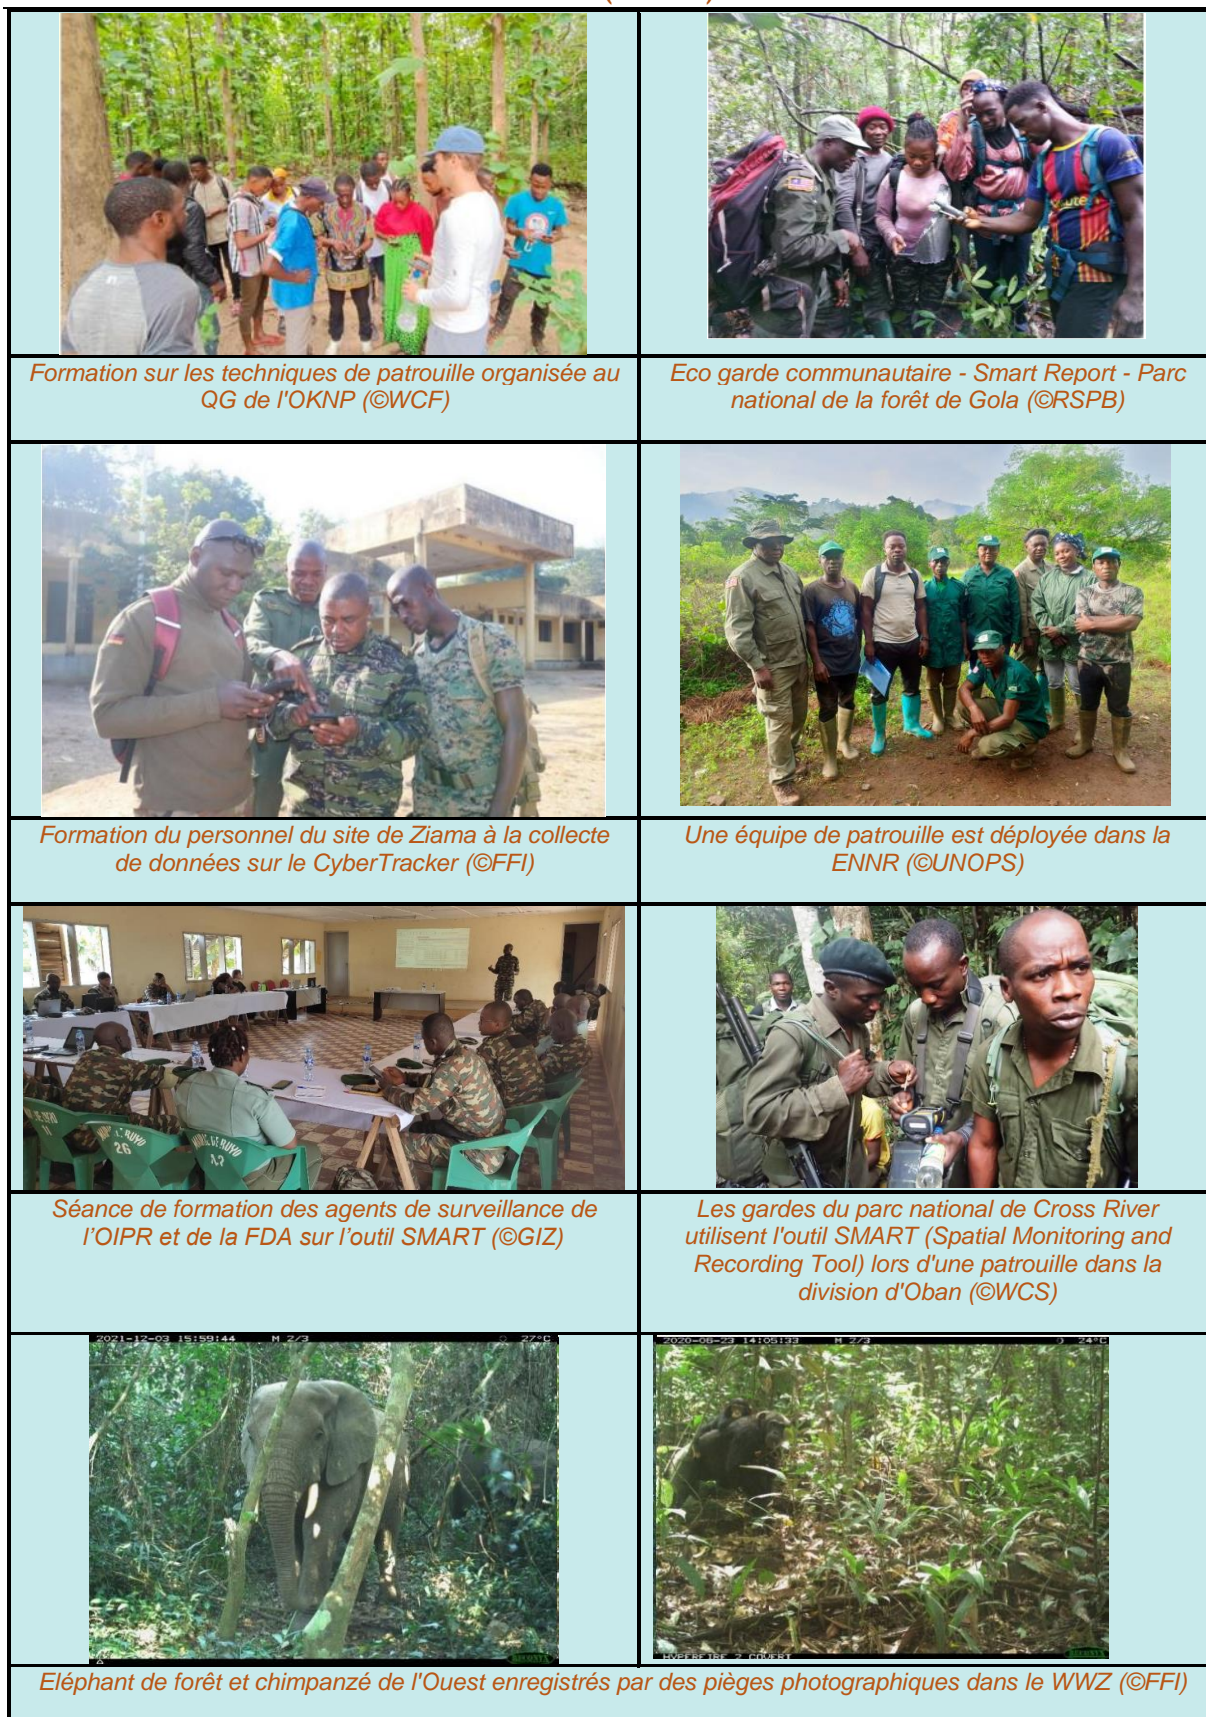 Formation sur les techniques de patrouille organisée au
QG de l'OKNP (©WCF)
Eco garde communautaire - Smart Report - Parc
national de la forêt de Gola (©RSPB)
Formation du personnel du site de Ziama à la collecte
de données sur le CyberTracker (©FFI)
Une équipe de patrouille est déployée dans la
ENNR (©UNOPS)
26
Séance de formation des agents de surveillance de
l’OIPR et de la FDA sur l’outil SMART (©GIZ)
Les gardes du parc national de Cross River
utilisent l'outil SMART (Spatial Monitoring and
Recording Tool) lors d'une patrouille dans la
division d'Oban (©WCS)
2021-12-03 15:59:44 M 2/3 27°C
RECONYX
2020-06-23 14:05:33 M 2/3 24°C
HYPERFIRE 2 COVERT
RECONYX
Eléphant de forêt et chimpanzé de l'Ouest enregistrés par des pièges photographiques dans le WWZ (©FFI)